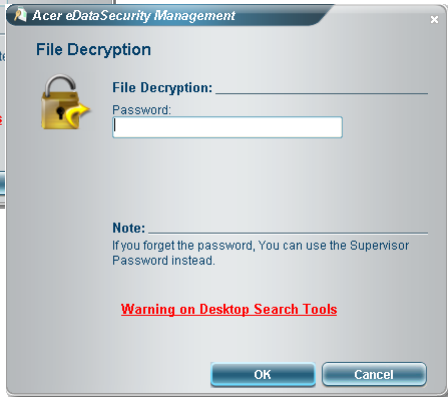 Acer eDataSecurity Management
File Decryption
File Decryption:
Password:
Note:
If you forget the password, You can use the Supervisor
Password instead.
Warning on Desktop Search Tools
OK Cancel